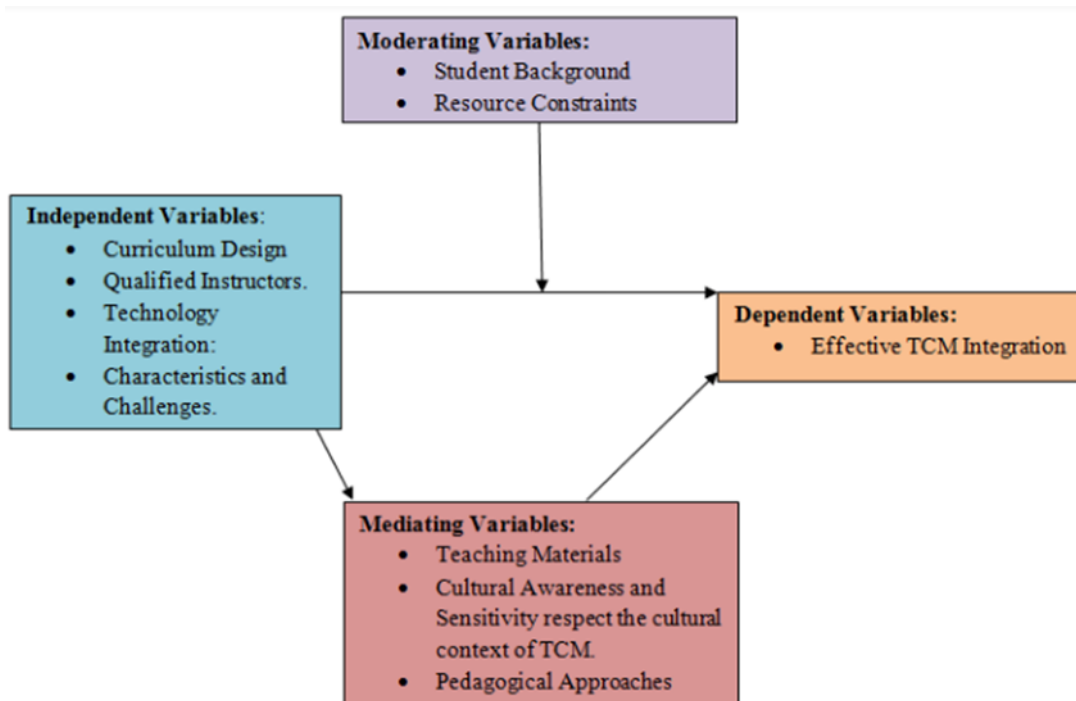 Moderating Variables:
• Student Background
• Resource Constraints
Independent Variables:
• Curriculum Design
• Qualified Instructors.
• Technology
Integration:
• Characteristics and
Challenges.
Dependent Variables:
• Effective TCM Integration
Mediating Variables:
• Teaching Materials
• Cultural Awareness and
Sensitivity respect the cultural
context of TCM.
• Pedagogical Approaches